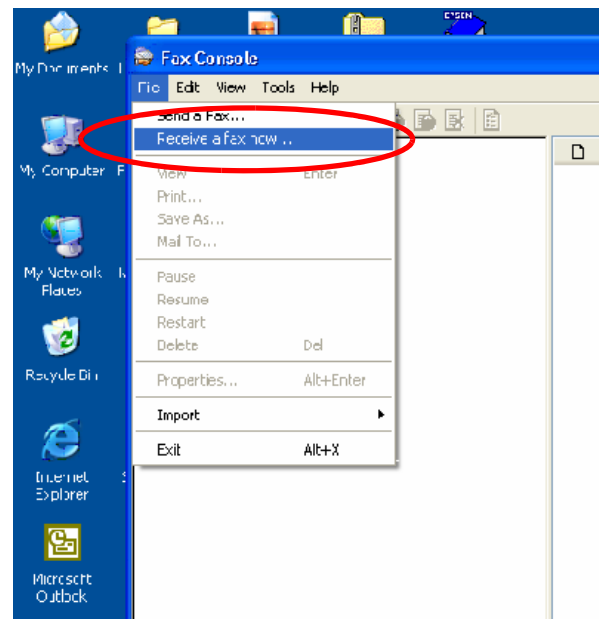 My Documents
Fax Console
File Edit View Tools Help
Send a Fax...
Receive a fax now...
My Computer
View Enter
Print...
Save As...
Mail To...
My Network
Places
Pause
Resume
Restart
Delete Del
Recycle Bin
Properties... Alt+Enter
Import
Exit Alt+X
Internet
Explorer
Microsoft
Outlook